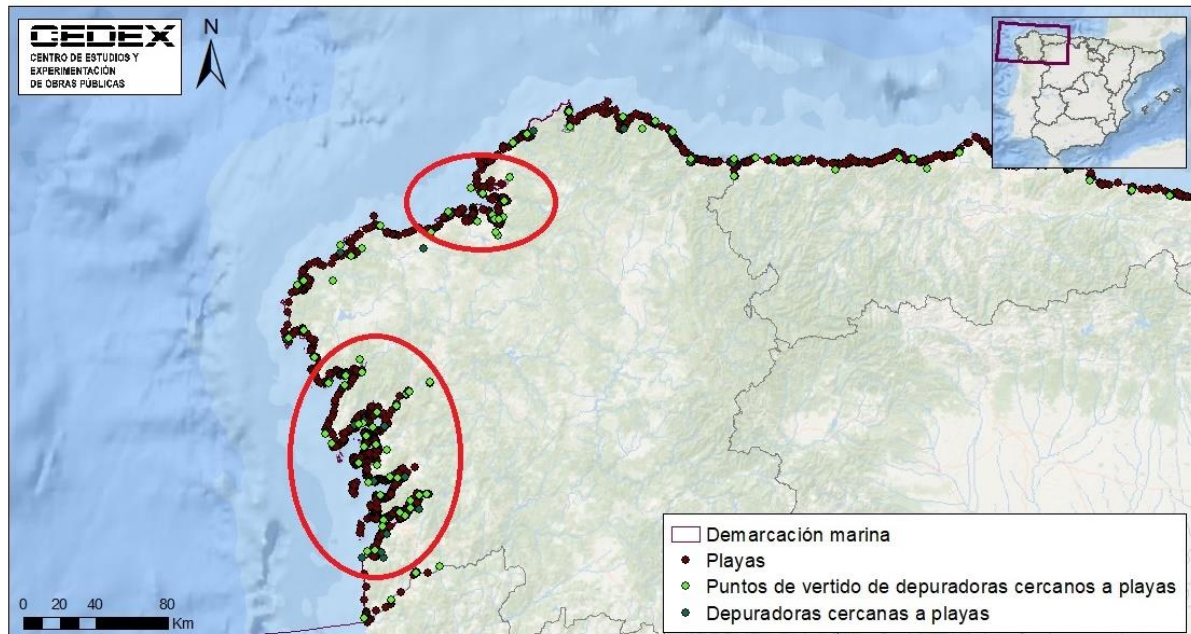 CEDEX
CENTRO DE ESTUDIOS Y
EXPERIMENTACIÓN
DE OBRAS PÚBLICAS
N
Demarcación marina
Playas
Puntos de vertido de depuradoras cercanos a playas
Depuradoras cercanas a playas
0 20 40 80
Km